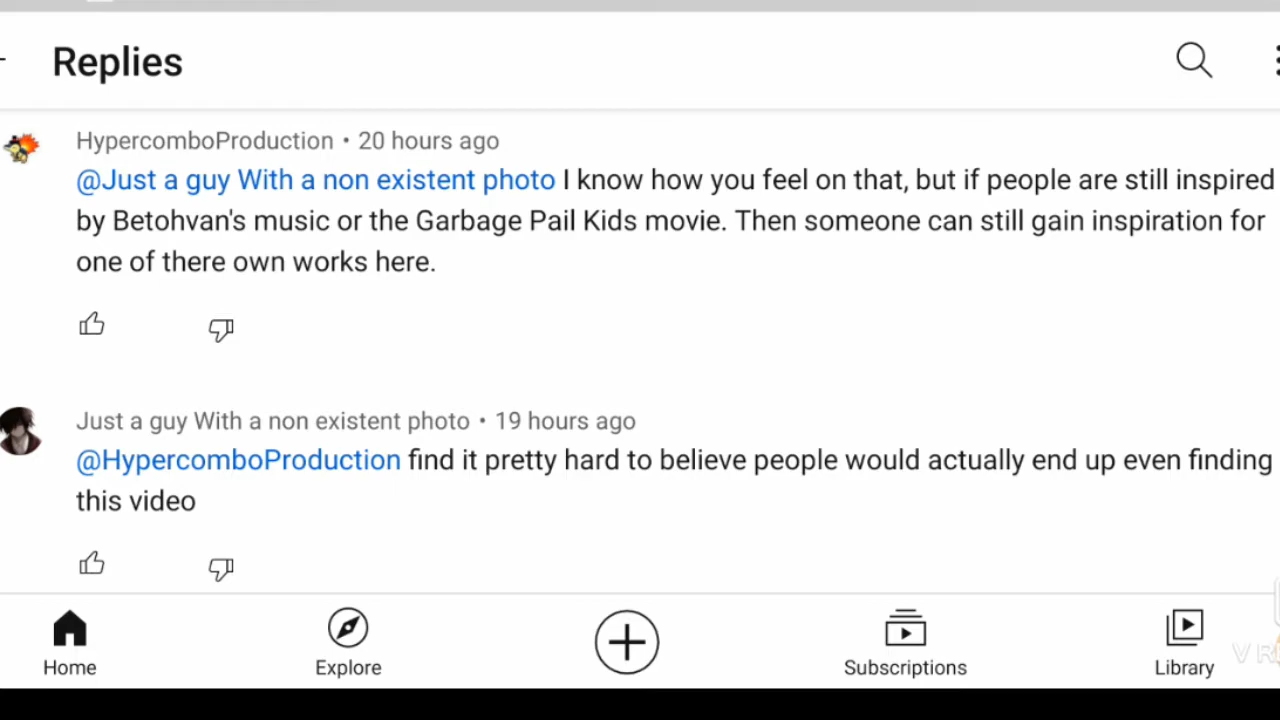 Replies
HypercomboProduction • 20 hours ago
@Just a guy With a non existent photo I know how you feel on that, but if people are still inspired
by Betohvan's music or the Garbage Pail Kids movie. Then someone can still gain inspiration for
one of there own works here.
Just a guy With a non existent photo • 19 hours ago
@HypercomboProduction find it pretty hard to believe people would actually end up even finding
this video
Home
Explore
Subscriptions
Library